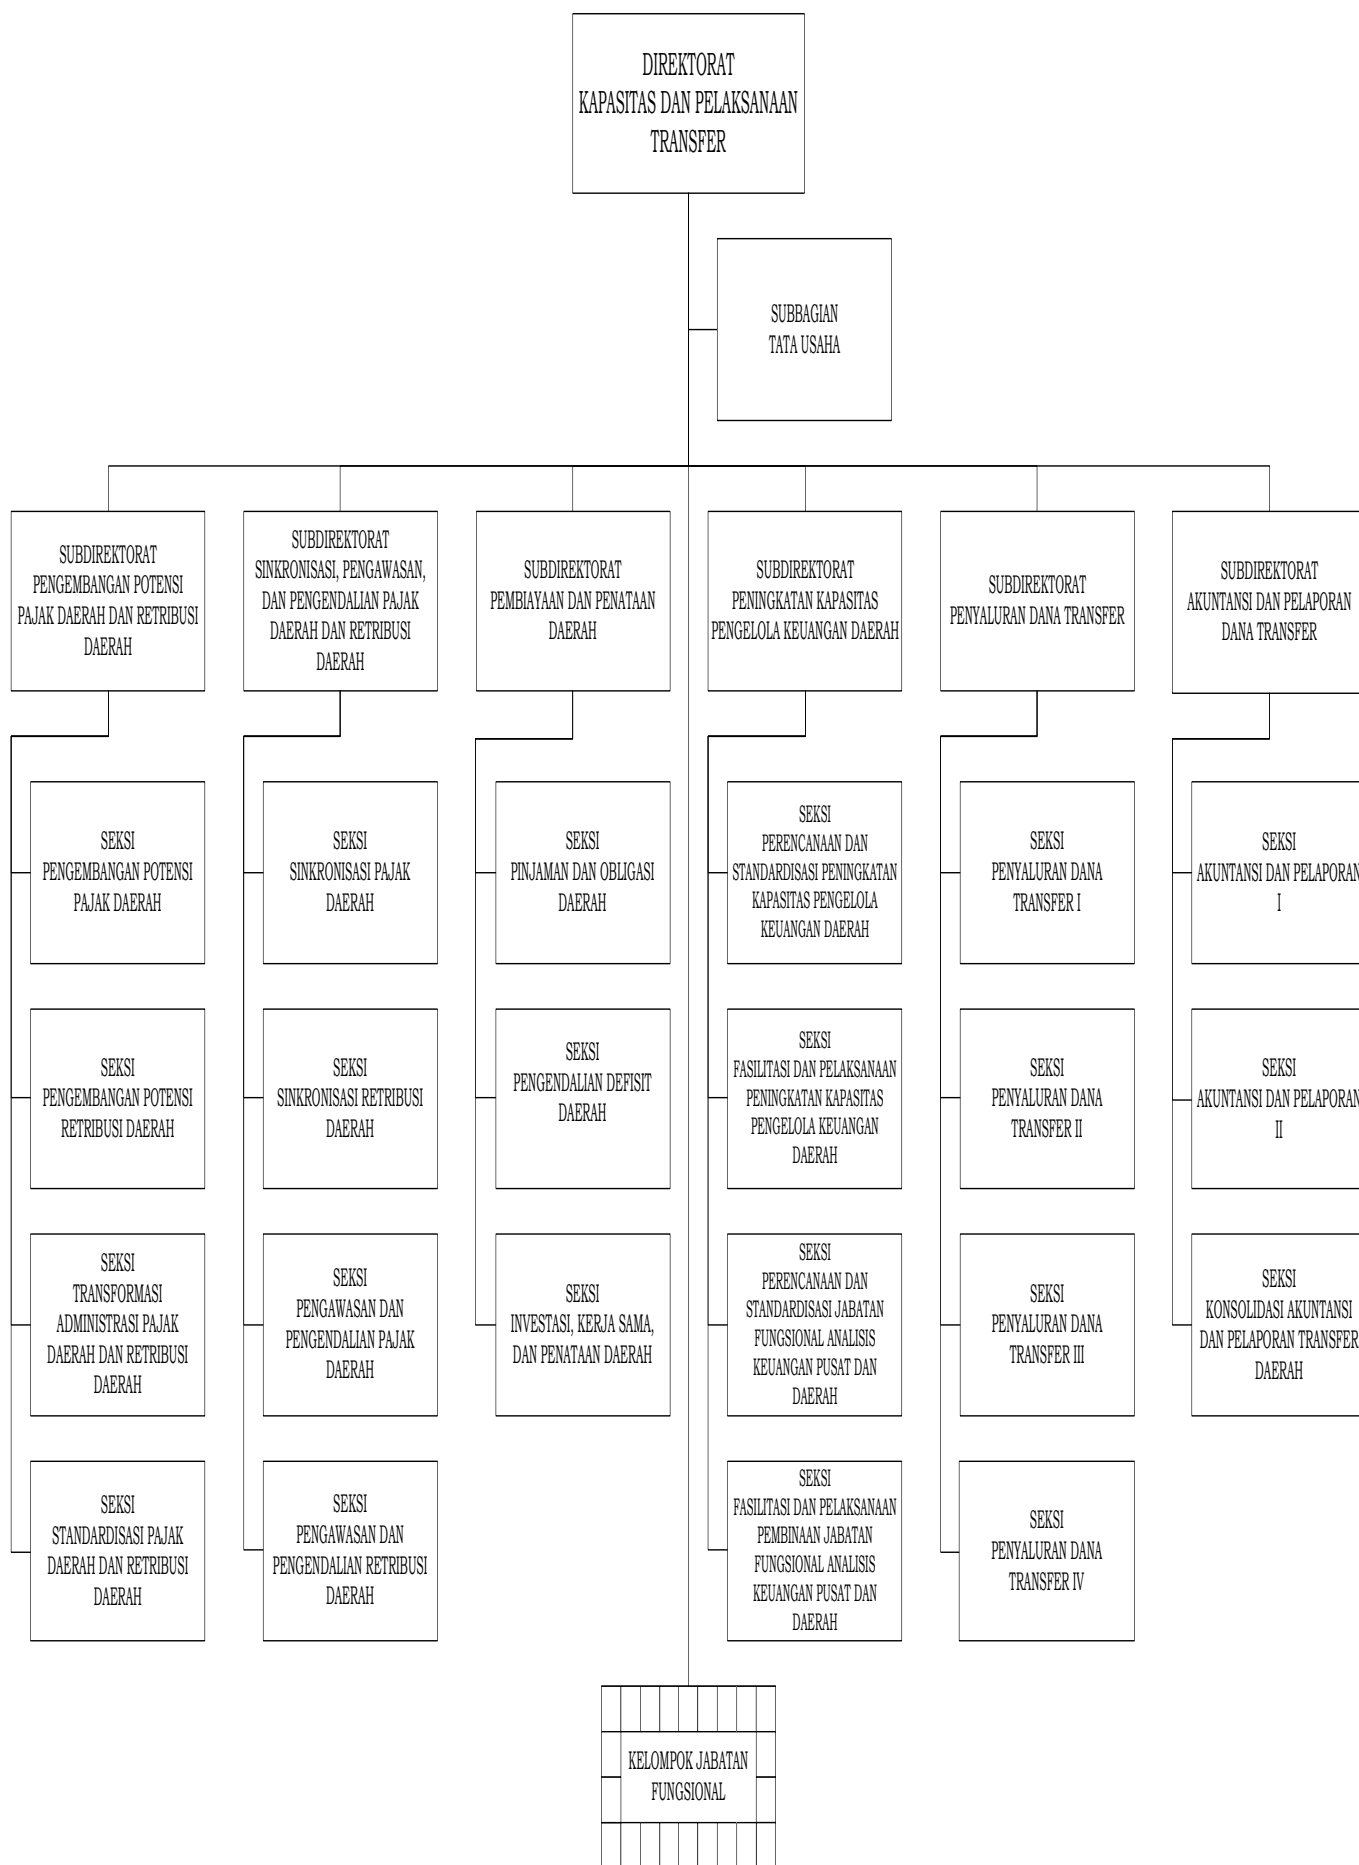 DIREKTORAT
KAPASITAS DAN PELAKSANAAN
TRANSFER
SUBBAGIAN
TATA USAHA
SUBDIREKTORAT
PENGEMBANGAN POTENSI
PAJAK DAERAH DAN RETRIBUSI
DAERAH
SUBDIREKTORAT
SINKRONISASI, PENGAWASAN,
DAN PENGENDALIAN PAJAK
DAERAH DAN RETRIBUSI
DAERAH
SUBDIREKTORAT
PEMBIAYAAN DAN PENATAAN
DAERAH
SUBDIREKTORAT
PENINGKATAN KAPASITAS
PENGELOLA KEUANGAN DAERAH
SUBDIREKTORAT
PENYALURAN DANA TRANSFER
SUBDIREKTORAT
AKUNTANSI DAN PELAPORAN
DANA TRANSFER
SEKSI
PENGEMBANGAN POTENSI
PAJAK DAERAH
SEKSI
SINKRONISASI PAJAK
DAERAH
SEKSI
PINJAMAN DAN OBLIGASI
DAERAH
SEKSI
PERENCANAAN DAN
STANDARDISASI PENINGKATAN
KAPASITAS PENGELOLA
KEUANGAN DAERAH
SEKSI
PENYALURAN DANA
TRANSFER I
SEKSI
AKUNTANSI DAN PELAPORAN
I
SEKSI
PENGEMBANGAN POTENSI
RETRIBUSI DAERAH
SEKSI
SINKRONISASI RETRIBUSI
DAERAH
SEKSI
PENGENDALIAN DEFISIT
DAERAH
SEKSI
FASILITASI DAN PELAKSANAAN
PENINGKATAN KAPASITAS
PENGELOLA KEUANGAN
DAERAH
SEKSI
PENYALURAN DANA
TRANSFER II
SEKSI
AKUNTANSI DAN PELAPORAN
II
SEKSI
TRANSFORMASI
ADMINISTRASI PAJAK
DAERAH DAN RETRIBUSI
DAERAH
SEKSI
PENGAWASAN DAN
PENGENDALIAN PAJAK
DAERAH
SEKSI
INVESTASI, KERJA SAMA,
DAN PENATAAN DAERAH
SEKSI
PERENCANAAN DAN
STANDARDISASI JABATAN
FUNGSIONAL ANALISIS
KEUANGAN PUSAT DAN
DAERAH
SEKSI
PENYALURAN DANA
TRANSFER III
SEKSI
KONSOLIDASI AKUNTANSI
DAN PELAPORAN TRANSFER
DAERAH
SEKSI
STANDARDISASI PAJAK
DAERAH DAN RETRIBUSI
DAERAH
SEKSI
PENGAWASAN DAN
PENGENDALIAN RETRIBUSI
DAERAH
SEKSI
FASILITASI DAN PELAKSANAAN
PEMBINAAN JABATAN
FUNGSIONAL ANALISIS
KEUANGAN PUSAT DAN
DAERAH
SEKSI
PENYALURAN DANA
TRANSFER IV
KELOMPOK JABATAN
FUNGSIONAL